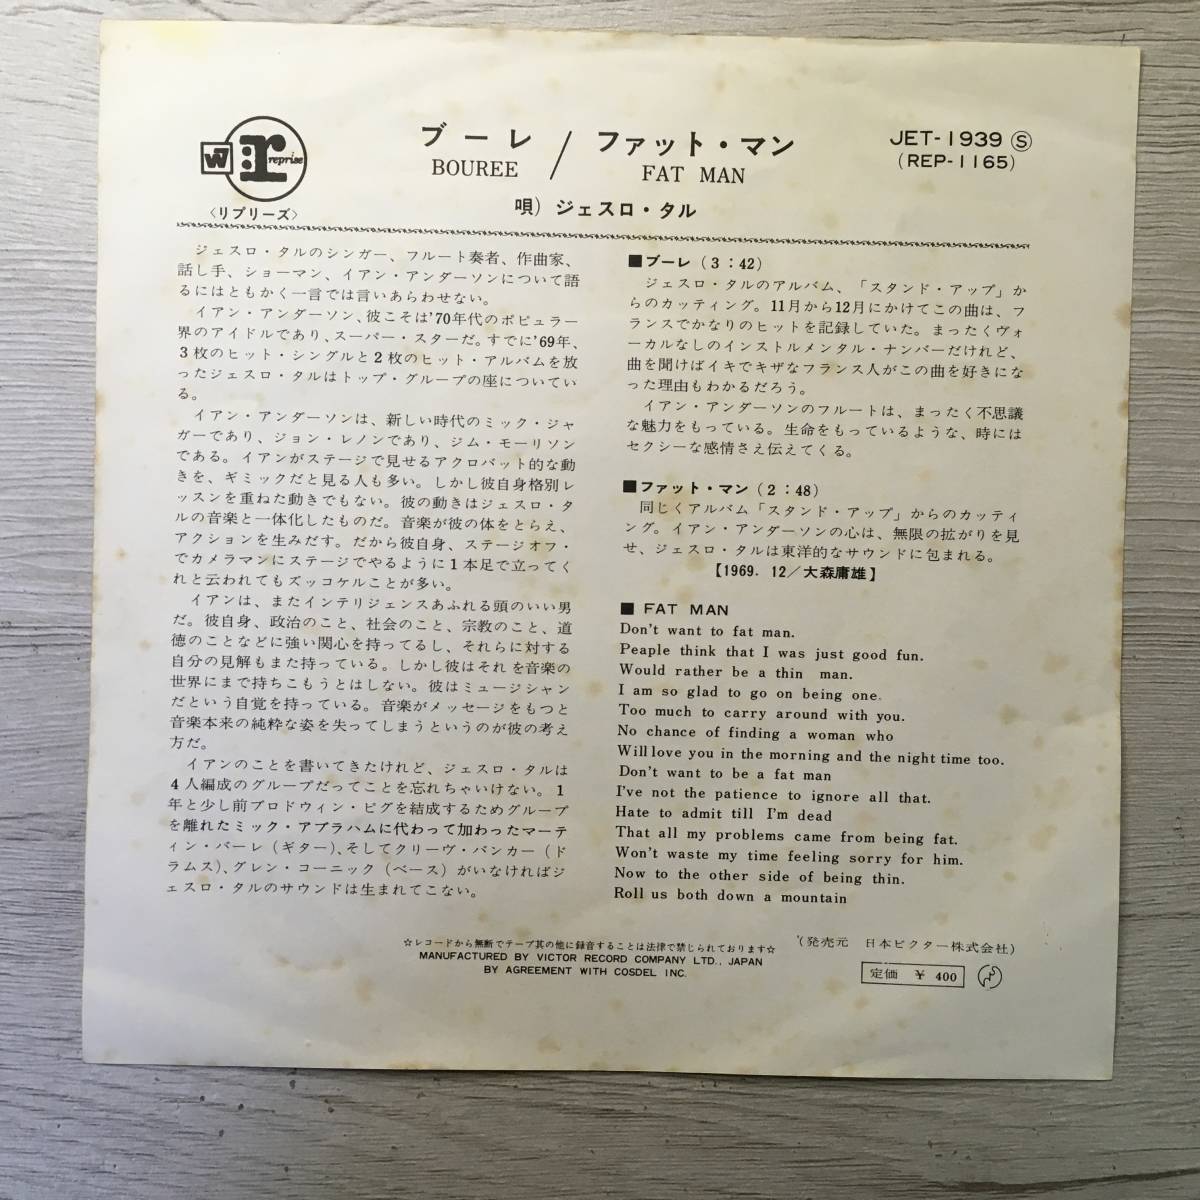 W r reprise
〈リプリーズ〉
ブーレ / ファット・マン
BOUREE FAT MAN
唄) ジェスロ・タル
JET-1939 Ⓢ
(REP-1165)
ジェスロ・タルのシンガー、フルート奏者、作曲家、
話し手、ショーマン、イアン・アンダーソンについて語
るにはともかく一言では言いあらわせない。
イアン・アンダーソン、彼こそは'70年代のポピュラー
界のアイドルであり、スーパー・スターだ。すでに'69年、
3枚のヒット・シングルと2枚のヒット・アルバムを放
ったジェスロ・タルはトップ・グループの座についてい
る。
イアン・アンダーソンは、新しい時代のミック・ジャ
ガーであり、ジョン・レノンであり、ジム・モーリソン
である。イアンがステージで見せるアクロバット的な動
きを、ギミックだと見る人も多い。しかし彼自身格別レ
ッスンを重ねた動きでもない。彼の動きはジェスロ・タ
ルの音楽と一体化したものだ。音楽が彼の体をとらえ、
アクションを生みだす。だから彼自身、ステージオフ・
でカメラマンにステージでやるように1本足で立ってく
れと云われてもズッコケルことが多い。
イアンは、またインテリジェンスあふれる頭のいい男
だ。彼自身、政治のこと、社会のこと、宗教のこと、道
徳のことなどに強い関心を持ってるし、それらに対する
自分の見解もまた持っている。しかし彼はそれを音楽の
世界にまで持ちこもうとはしない。彼はミュージシャン
だという自覚を持っている。音楽がメッセージをもつと
音楽本来の純粋な姿を失ってしまうというのが彼の考え
方だ。
イアンのことを書いてきたけれど、ジェスロ・タルは
4人編成のグループだってことを忘れちゃいけない。1
年と少し前ブロドウィン・ピグを結成するためグループ
を離れたミック・アブラハムに代わって加わったマーテ
ィン・バーレ(ギター)、そしてクリーヴ・バンカー(ド
ラムス)、グレン・コーニック(ベース)がいなければジ
ェスロ・タルのサウンドは生まれてこない。
■ブーレ(3:42)
ジェスロ・タルのアルバム、「スタンド・アップ」か
らのカッティング。11月から12月にかけてこの曲は、フ
ランスでかなりのヒットを記録していた。まったくヴォ
ーカルなしのインストルメンタル・ナンバーだけれど、
曲を聞けばイキでキザなフランス人がこの曲を好きにな
った理由もわかるだろう。
イアン・アンダーソンのフルートは、まったく不思議
な魅力をもっている。生命をもっているような、時には
セクシーな感情さえ伝えてくる。
■ファット・マン(2:48)
同じくアルバム「スタンド・アップ」からのカッティ
ング。イアン・アンダーソンの心は、無限の拡がりを見
せ、ジェスロ・タルは東洋的なサウンドに包まれる。
【1969. 12/大森庸雄】
■ FAT MAN
Don't want to fat man.
Peaple think that I was just good fun.
Would rather be a thin man.
I am so glad to go on being one.
Too much to carry around with you.
No chance of finding a woman who
Will love you in the morning and the night time too.
Don't want to be a fat man
I've not the patience to ignore all that.
Hate to admit till I'm dead
That all my problems came from being fat.
Won't waste my time feeling sorry for him.
Now to the other side of being thin.
Roll us both down a mountain
☆レコードから無断でテープ其の他に録音することは法律で禁じられております☆
MANUFACTURED BY VICTOR RECORD COMPANY LTD., JAPAN
BY AGREEMENT WITH COSDEL INC.
(発売元 日本ビクター株式会社)
定価 ¥ 400